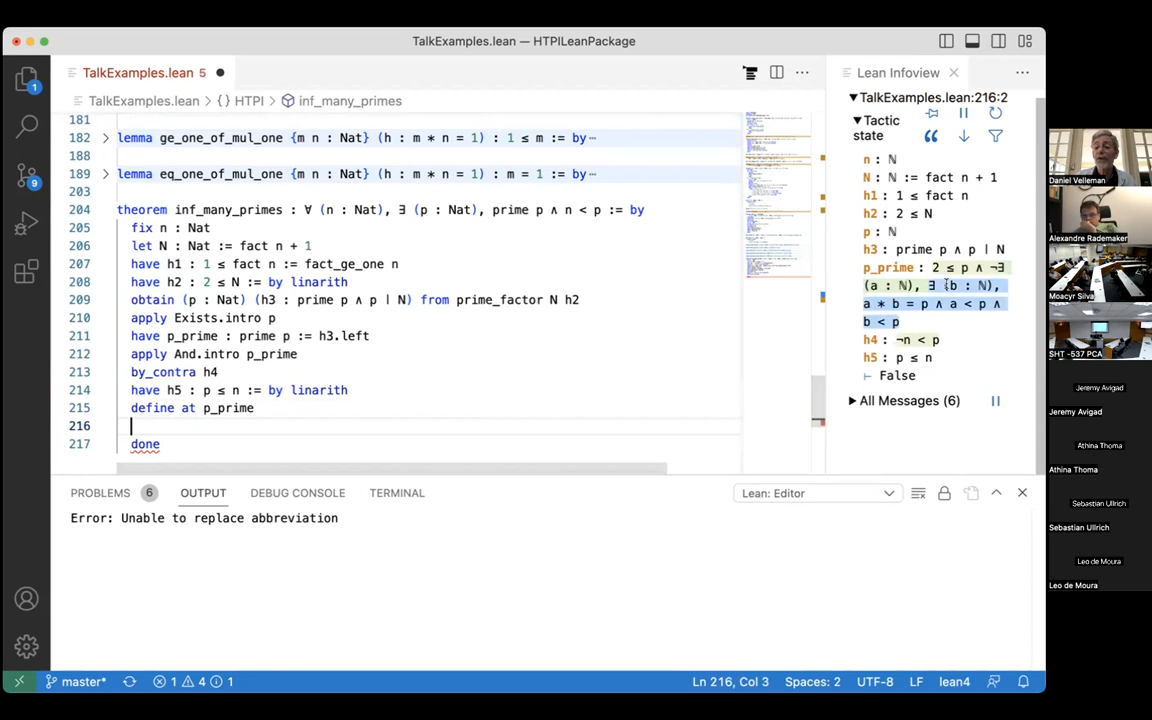 TalkExamples.lean — HTPILeanPackage
TalkExamples.lean 5
Lean Infoview
TalkExamples.lean > {} HTPI > inf_many_primes
TalkExamples.lean:216:2
Tactic state
n : ℕ
N : ℕ := fact n + 1
h1 : 1 ≤ fact n
h2 : 2 ≤ N
p : ℕ
h3 : prime p ∧ p ∣ N
p_prime : 2 ≤ p ∧ ¬∃
(a : ℕ), ∃ (b : ℕ),
a * b = p ∧ a < p ∧
b < p
h4 : ¬n < p
h5 : p ≤ n
⊢ False
All Messages (6)
181
182 lemma ge_one_of_mul_one {m n : Nat} (h : m * n = 1) : 1 ≤ m := by⋯
188
189 lemma eq_one_of_mul_one {m n : Nat} (h : m * n = 1) : m = 1 := by⋯
203
204 theorem inf_many_primes : ∀ (n : Nat), ∃ (p : Nat), prime p ∧ n < p := by
205 fix n : Nat
206 let N : Nat := fact n + 1
207 have h1 : 1 ≤ fact n := fact_ge_one n
208 have h2 : 2 ≤ N := by linarith
209 obtain (p : Nat) (h3 : prime p ∧ p ∣ N) from prime_factor N h2
210 apply Exists.intro p
211 have p_prime : prime p := h3.left
212 apply And.intro p_prime
213 by_contra h4
214 have h5 : p ≤ n := by linarith
215 define at p_prime
216
217 done
PROBLEMS 6 OUTPUT DEBUG CONSOLE TERMINAL
Lean: Editor
Error: Unable to replace abbreviation
1
9
master* 1 4 1
Ln 216, Col 3 Spaces: 2 UTF-8 LF lean4
Daniel Velleman
Alexandre Rademaker
Moacyr Silva
SHT -537 PCA
Jeremy Avigad
Jeremy Avigad
Athina Thoma
Athina Thoma
Sebastian Ullrich
Sebastian Ullrich
Leo de Moura
Leo de Moura